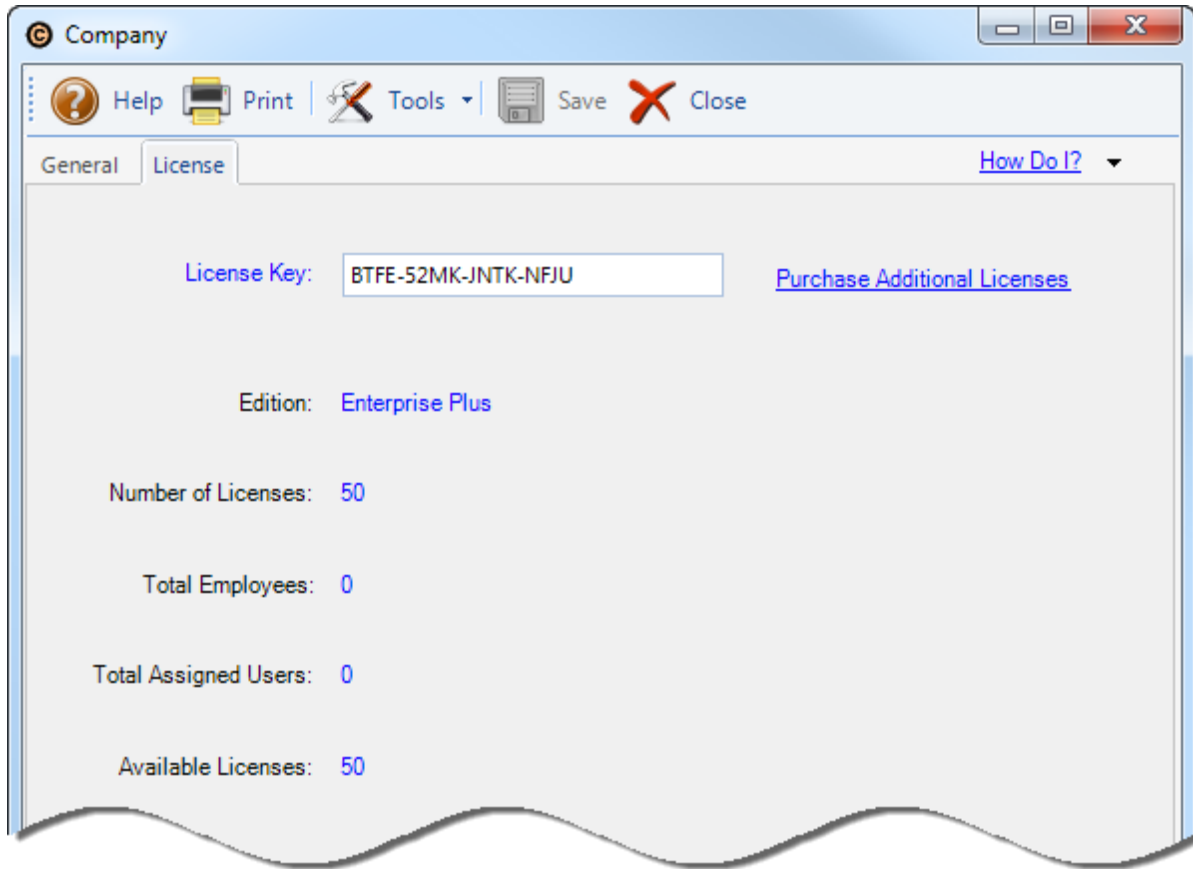 © Company
Help Print Tools Save Close
General License How Do I?
License Key: BTFE-52MK-JNTK-NFJU Purchase Additional Licenses
Edition: Enterprise Plus
Number of Licenses: 50
Total Employees: 0
Total Assigned Users: 0
Available Licenses: 50